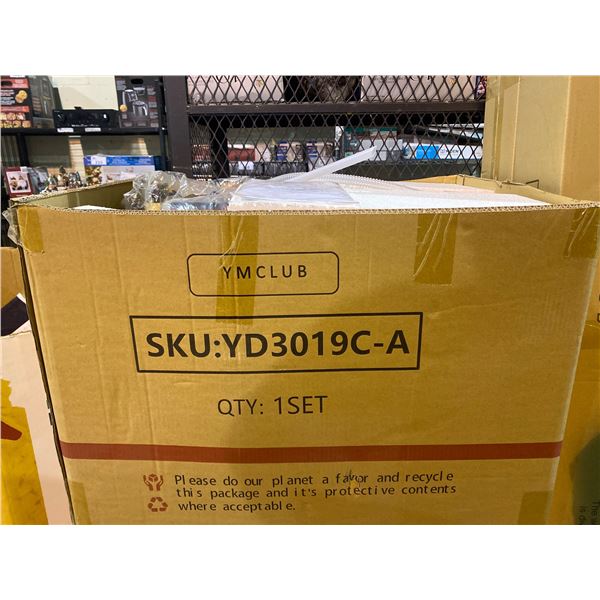 YMCLUB
SKU:YD3019C-A
QTY: 1SET
Please do our planet a favor and recycle
this package and it's protective contents
where acceptable.